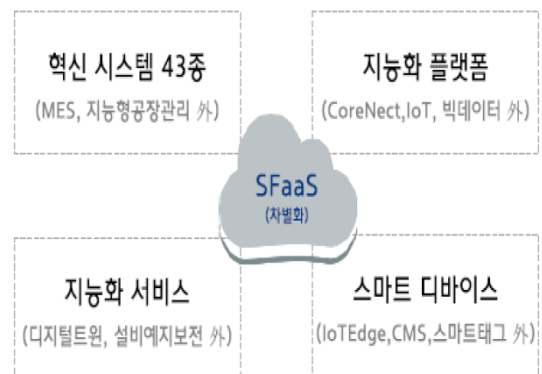 혁신 시스템 43종
(MES, 지능형공장관리 外)
지능화 플랫폼
(CoreNect,IoT, 빅데이터 外)
SFaaS
(차별화)
지능화 서비스
(디지털트윈, 설비예지보전 外)
스마트 디바이스
(IoTEdge,CMS,스마트태그 外)